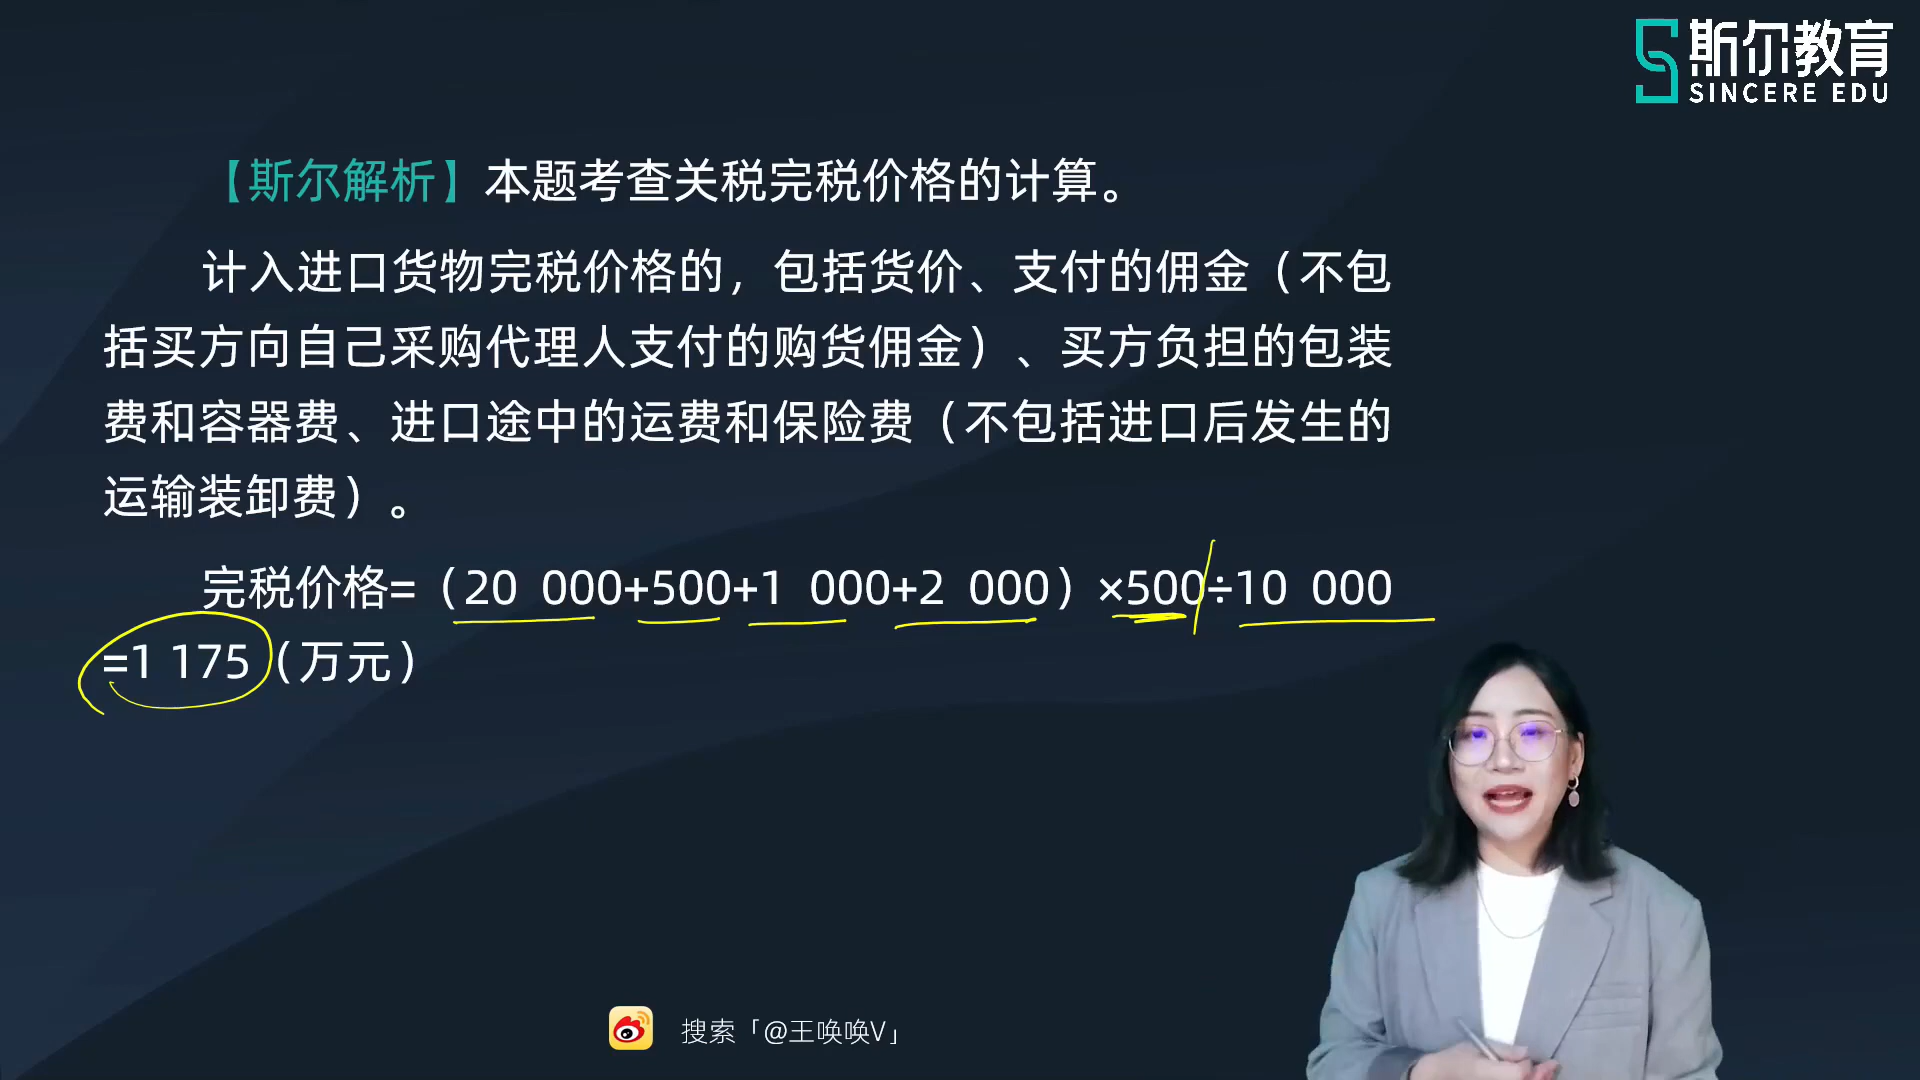 斯尔教育
SINCERE EDU
【斯尔解析】本题考查关税完税价格的计算。
计入进口货物完税价格的，包括货价、支付的佣金（不包
括买方向自己采购代理人支付的购货佣金）、买方负担的包装
费和容器费、进口途中的运费和保险费（不包括进口后发生的
运输装卸费）。
完税价格=（20 000+500+1 000+2 000）×500÷10 000
=1 175（万元）
搜索「@王唤唤V」